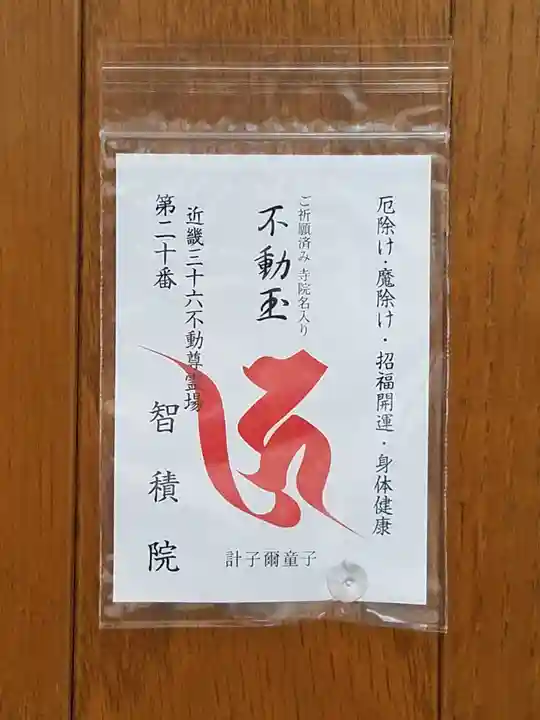 厄除け・魔除け・招福開運・身体健康
ご祈願済み 寺院名入り
不動玉
近畿三十六不動尊霊場
第二十番
智積院
計子爾童子